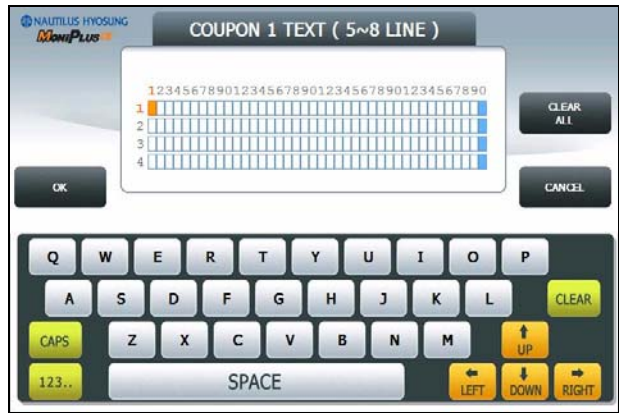 NAUTILUS HYOSUNG
MoniPlus
COUPON 1 TEXT ( 5~8 LINE )
1234567890123456789012345678901234567890
1
2
3
4
CLEAR ALL
OK
CANCEL
Q W E R T Y U I O P
A S D F G H J K L CLEAR
CAPS Z X C V B N M UP
123.. SPACE LEFT DOWN RIGHT